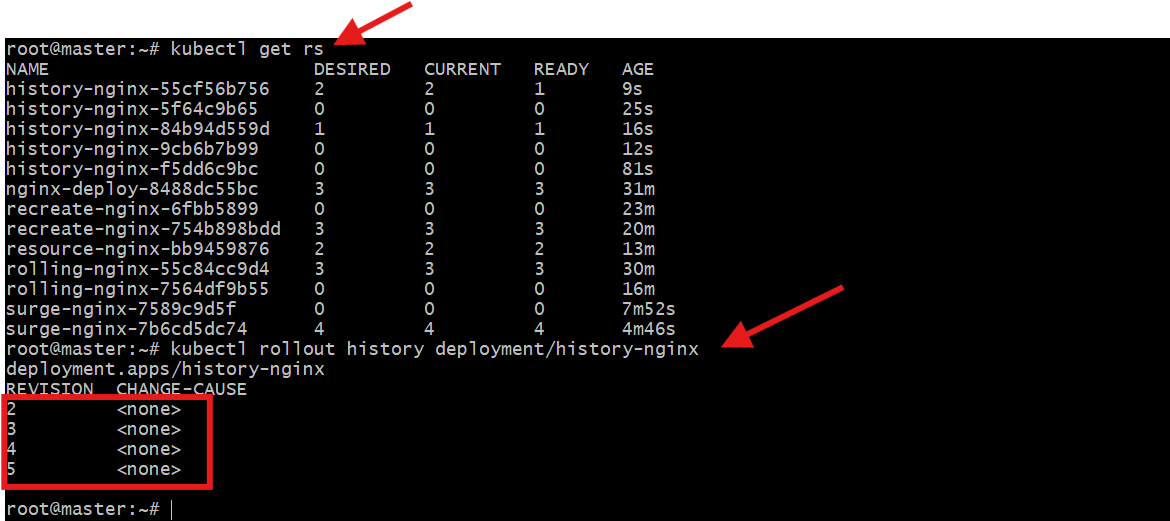 root@master:~# kubectl get rs
NAME DESIRED CURRENT READY AGE
history-nginx-55cf56b756 2 2 1 9s
history-nginx-5f64c9b65 0 0 0 25s
history-nginx-84b94d559d 1 1 1 16s
history-nginx-9cb6b7b99 0 0 0 12s
history-nginx-f5dd6c9bc 0 0 0 81s
nginx-deploy-8488dc55bc 3 3 3 31m
recreate-nginx-6fbb5899 0 0 0 23m
recreate-nginx-754b898bdd 3 3 3 20m
resource-nginx-bb9459876 2 2 2 13m
rolling-nginx-55c84cc9d4 3 3 3 30m
rolling-nginx-7564df9b55 0 0 0 16m
surge-nginx-7589c9d5f 0 0 0 7m52s
surge-nginx-7b6cd5dc74 4 4 4 4m46s
root@master:~# kubectl rollout history deployment/history-nginx
deployment.apps/history-nginx
REVISION CHANGE-CAUSE
2 <none>
3 <none>
4 <none>
5 <none>
root@master:~#